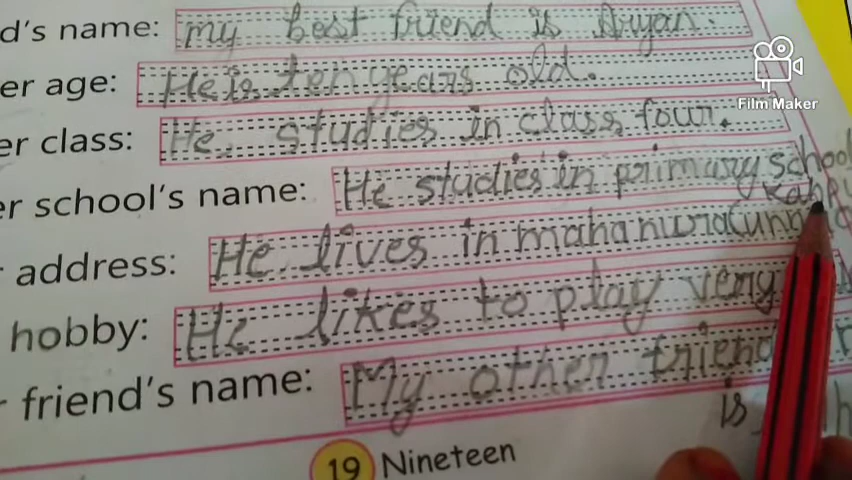 d's name: my best friend is Aryan.
er age: He is ten years old.
er class: He studies in class four.
er school's name: He studies in primary school
address: He lives in
hobby: He likes to play very
friend's name: My other friend
is
19 Nineteen
Film Maker